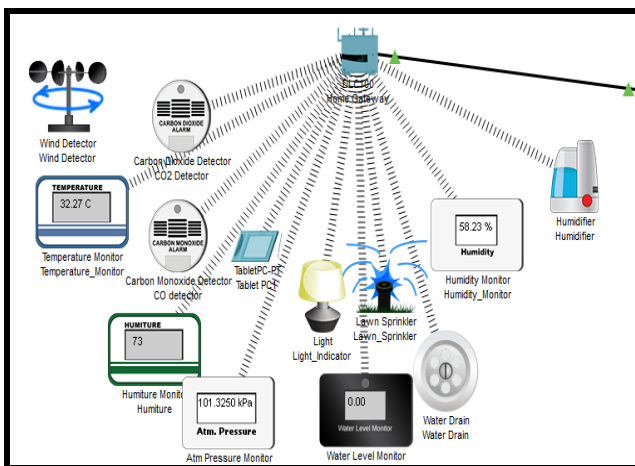 DLC100
Home Gateway
Wind Detector
Wind Detector
CARBON DIOXIDE
ALARM
Carbon Dioxide Detector
CO2 Detector
TEMPERATURE
32.27 C
Temperature Monitor
Temperature_Monitor
CARBON MONOXIDE
ALARM
Carbon Monoxide Detector
CO detector
TabletPC-PT
Tablet PC1
58.23 %
Humidity
Humidity Monitor
Humidity_Monitor
Humidifier
Humidifier
HUMITURE
73
Humiture Monitor
Humiture
Light
Light_Indicator
Lawn Sprinkler
Lawn_Sprinkler
101.3250 kPa
Atm. Pressure
Atm Pressure Monitor
0.00
Water Level Monitor
Water Level Monitor
Water Drain
Water Drain